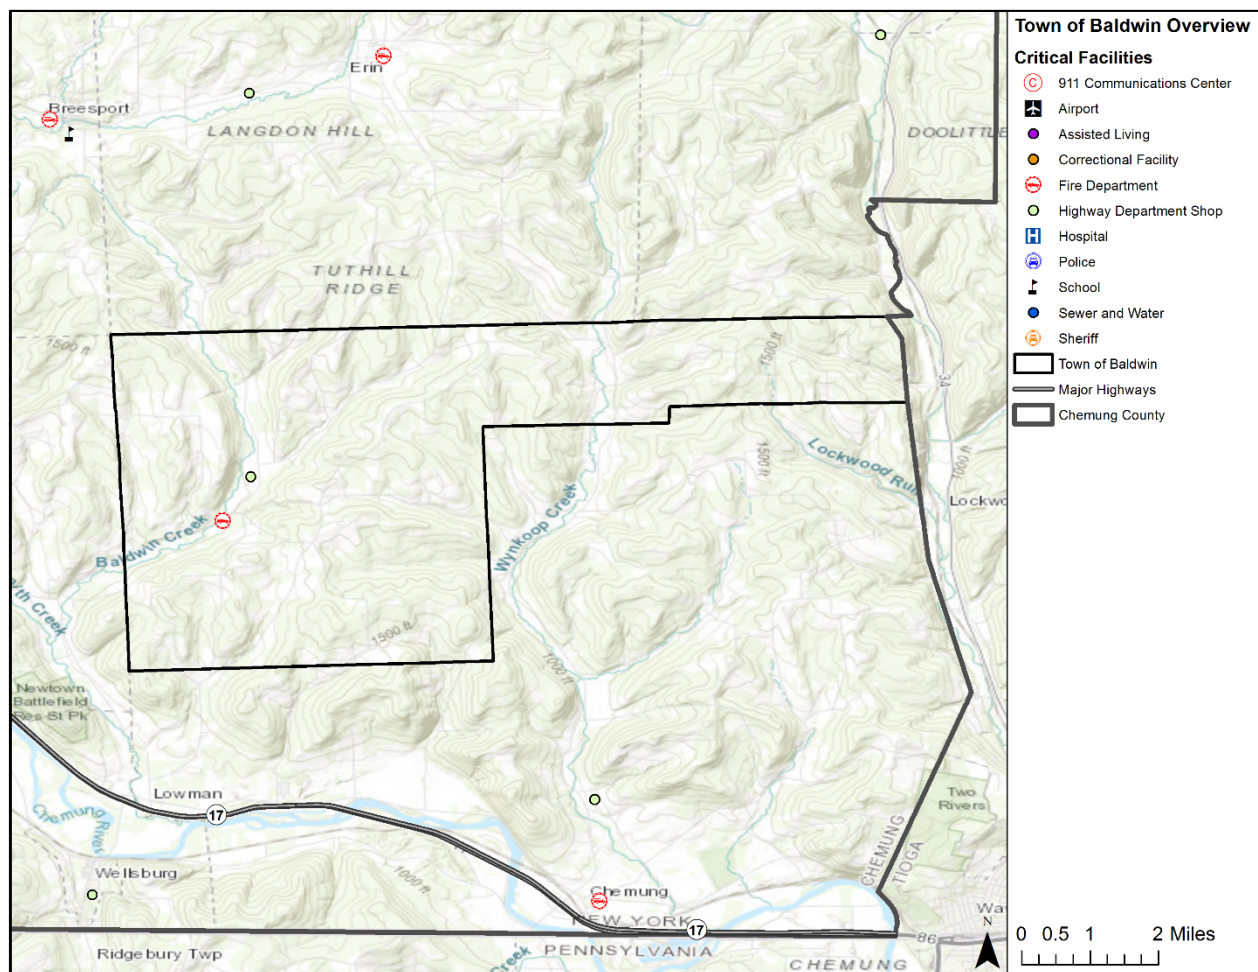 Town of Baldwin Overview
Critical Facilities
911 Communications Center
Airport
Assisted Living
Correctional Facility
Fire Department
Highway Department Shop
Hospital
Police
School
Sewer and Water
Sheriff
Town of Baldwin
Major Highways
Chemung County
Erin
Breesport
LANGDON HILL
DOOLITTLE
TUTHILL
RIDGE
1500 ft
1500 ft
34
1500 ft
Lockwood Run
1000 ft
Lockwo
Wynkoop Creek
Baldwin Creek
yth Creek
1500 ft
1000 ft
Newtown
Battlefield
Res St Pk
Lowman
17
Chemung River
Two
Rivers
CHEMUNG
TIOGA
Wellsburg
1000 ft
Chemung
NEW YORK
17
PENNSYLVANIA
86
Wav
Ridgebury Twp
Creek
CHEMUNG
N
0 0.5 1 2 Miles
C
H